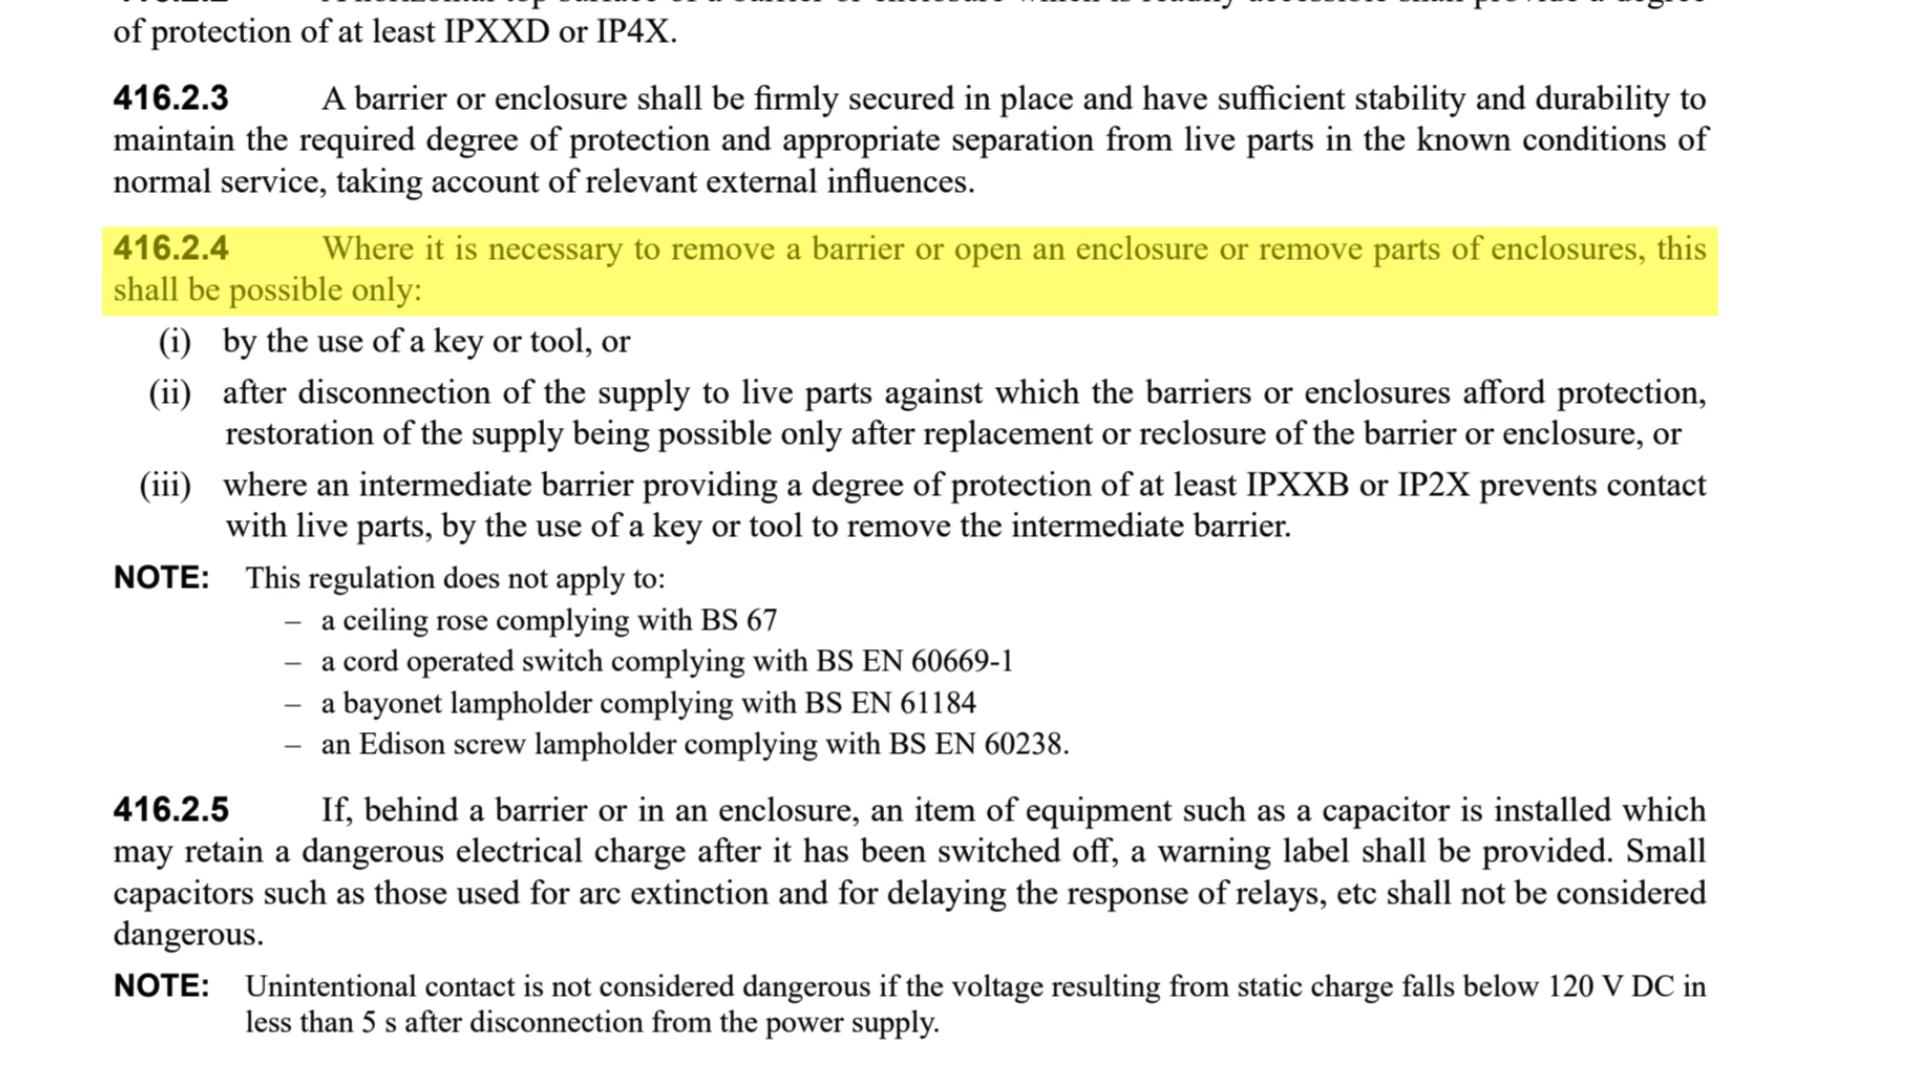 of protection of at least IPXXD or IP4X.
416.2.3 A barrier or enclosure shall be firmly secured in place and have sufficient stability and durability to
maintain the required degree of protection and appropriate separation from live parts in the known conditions of
normal service, taking account of relevant external influences.
416.2.4 Where it is necessary to remove a barrier or open an enclosure or remove parts of enclosures, this
shall be possible only:
(i) by the use of a key or tool, or
(ii) after disconnection of the supply to live parts against which the barriers or enclosures afford protection,
restoration of the supply being possible only after replacement or reclosure of the barrier or enclosure, or
(iii) where an intermediate barrier providing a degree of protection of at least IPXXB or IP2X prevents contact
with live parts, by the use of a key or tool to remove the intermediate barrier.
NOTE: This regulation does not apply to:
– a ceiling rose complying with BS 67
– a cord operated switch complying with BS EN 60669-1
– a bayonet lampholder complying with BS EN 61184
– an Edison screw lampholder complying with BS EN 60238.
416.2.5 If, behind a barrier or in an enclosure, an item of equipment such as a capacitor is installed which
may retain a dangerous electrical charge after it has been switched off, a warning label shall be provided. Small
capacitors such as those used for arc extinction and for delaying the response of relays, etc shall not be considered
dangerous.
NOTE: Unintentional contact is not considered dangerous if the voltage resulting from static charge falls below 120 V DC in
less than 5 s after disconnection from the power supply.